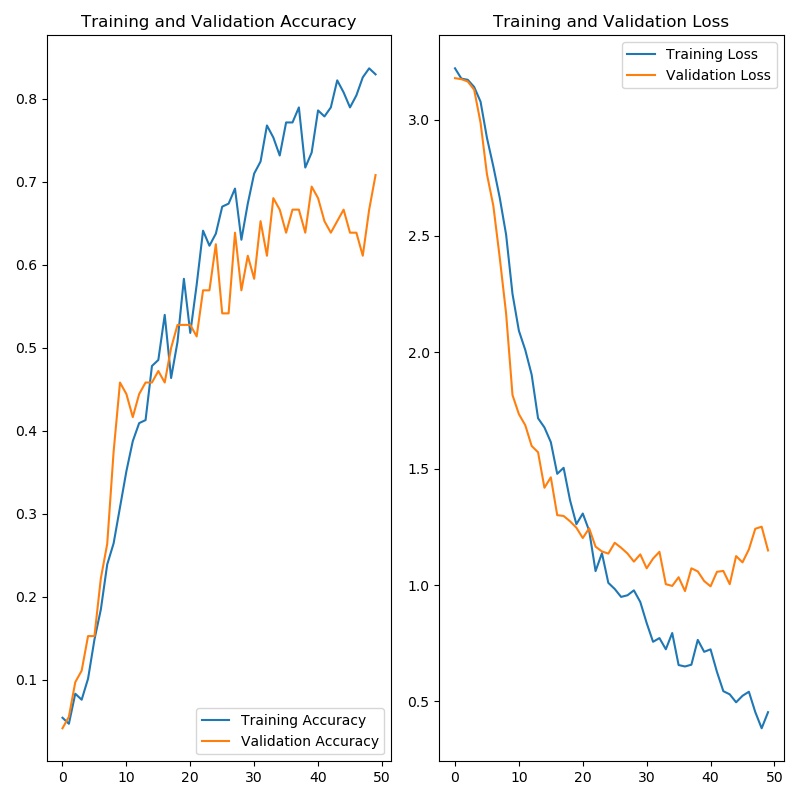 Training and Validation Accuracy
0.8
0.7
0.6
0.5
0.4
0.3
0.2
0.1
0 10 20 30 40 50
Training Accuracy
Validation Accuracy
Training and Validation Loss
3.0
2.5
2.0
1.5
1.0
0.5
0 10 20 30 40 50
Training Loss
Validation Loss